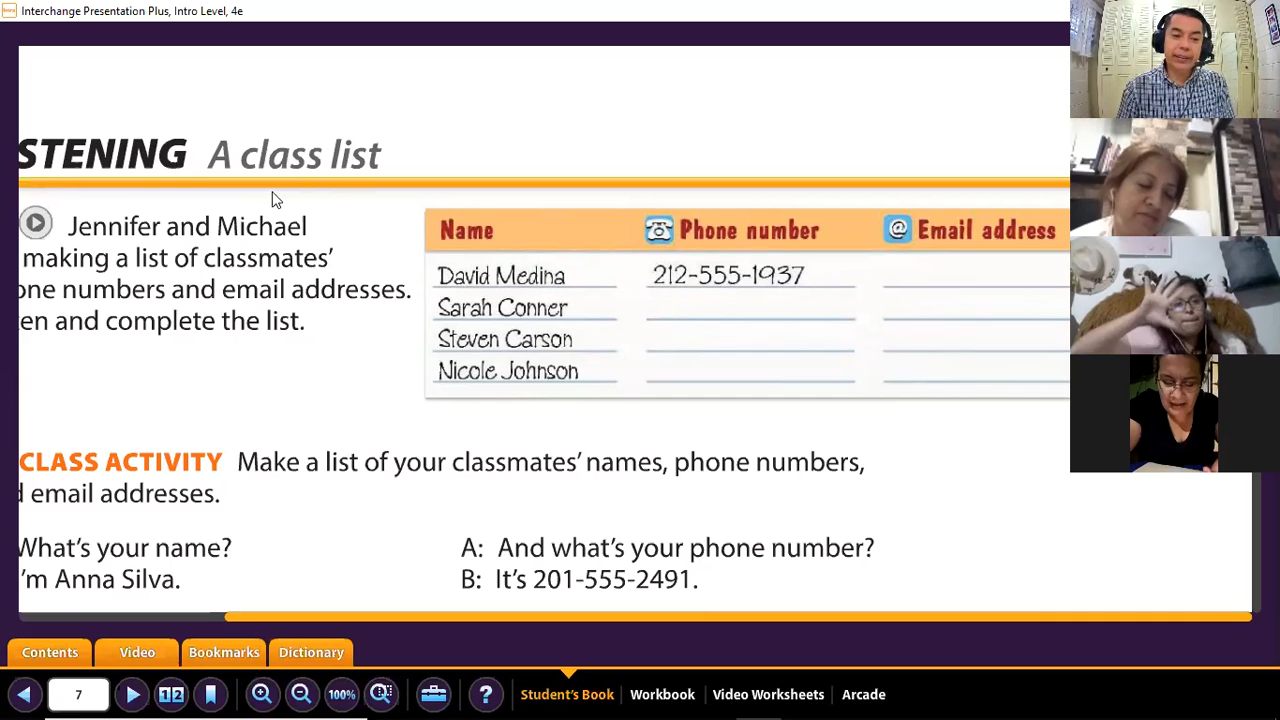 Interchange Presentation Plus, Intro Level, 4e
STENING A class list
Jennifer and Michael
making a list of classmates'
one numbers and email addresses.
en and complete the list.
Name Phone number @ Email address
David Medina 212-555-1937
Sarah Conner
Steven Carson
Nicole Johnson
CLASS ACTIVITY Make a list of your classmates' names, phone numbers,
d email addresses.
What's your name?
'm Anna Silva.
A: And what's your phone number?
B: It's 201-555-2491.
Contents Video Bookmarks Dictionary
7 12 100% Student's Book Workbook Video Worksheets Arcade